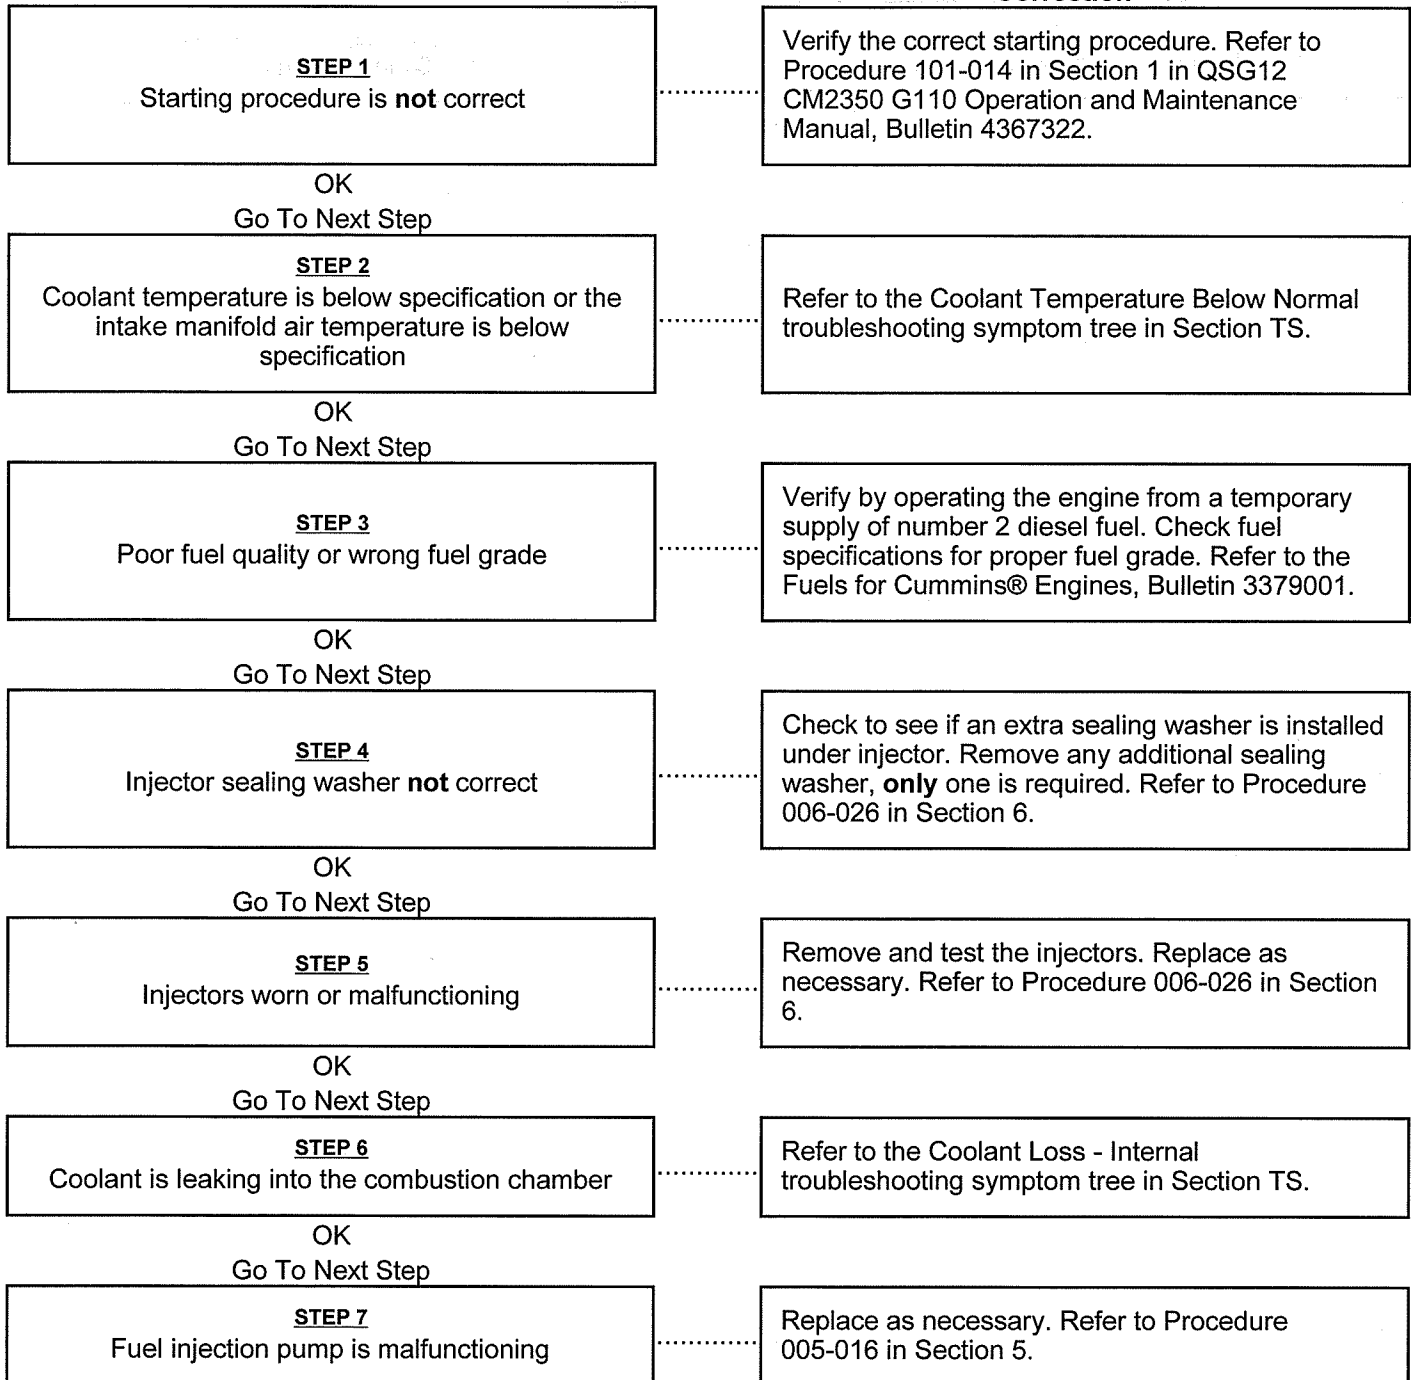 Correction
STEP 1
Starting procedure is not correct
Verify the correct starting procedure. Refer to
Procedure 101-014 in Section 1 in QSG12
CM2350 G110 Operation and Maintenance
Manual, Bulletin 4367322.
OK
Go To Next Step
STEP 2
Coolant temperature is below specification or the
intake manifold air temperature is below
specification
Refer to the Coolant Temperature Below Normal
troubleshooting symptom tree in Section TS.
OK
Go To Next Step
STEP 3
Poor fuel quality or wrong fuel grade
Verify by operating the engine from a temporary
supply of number 2 diesel fuel. Check fuel
specifications for proper fuel grade. Refer to the
Fuels for Cummins® Engines, Bulletin 3379001.
OK
Go To Next Step
STEP 4
Injector sealing washer not correct
Check to see if an extra sealing washer is installed
under injector. Remove any additional sealing
washer, only one is required. Refer to Procedure
006-026 in Section 6.
OK
Go To Next Step
STEP 5
Injectors worn or malfunctioning
Remove and test the injectors. Replace as
necessary. Refer to Procedure 006-026 in Section
6.
OK
Go To Next Step
STEP 6
Coolant is leaking into the combustion chamber
Refer to the Coolant Loss - Internal
troubleshooting symptom tree in Section TS.
OK
Go To Next Step
STEP 7
Fuel injection pump is malfunctioning
Replace as necessary. Refer to Procedure
005-016 in Section 5.